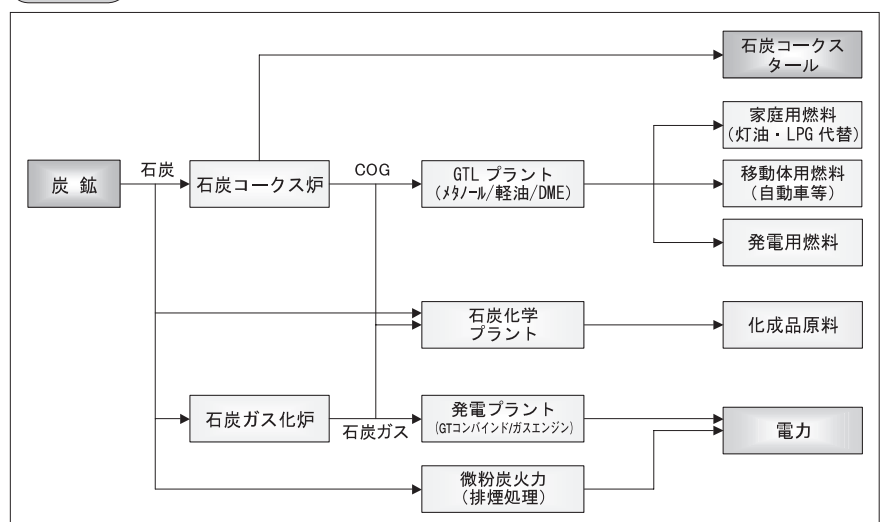 石炭コークス
タール
家庭用燃料
(灯油・LPG 代替)
炭 鉱
石炭
石炭コークス炉
COG
GTL プラント
(メタノール/軽油/DME)
移動体用燃料
(自動車等)
発電用燃料
石炭化学
プラント
化成品原料
石炭ガス化炉
石炭ガス
発電プラント
(GTコンバインド/ガスエンジン)
電力
微粉炭火力
(排煙処理)